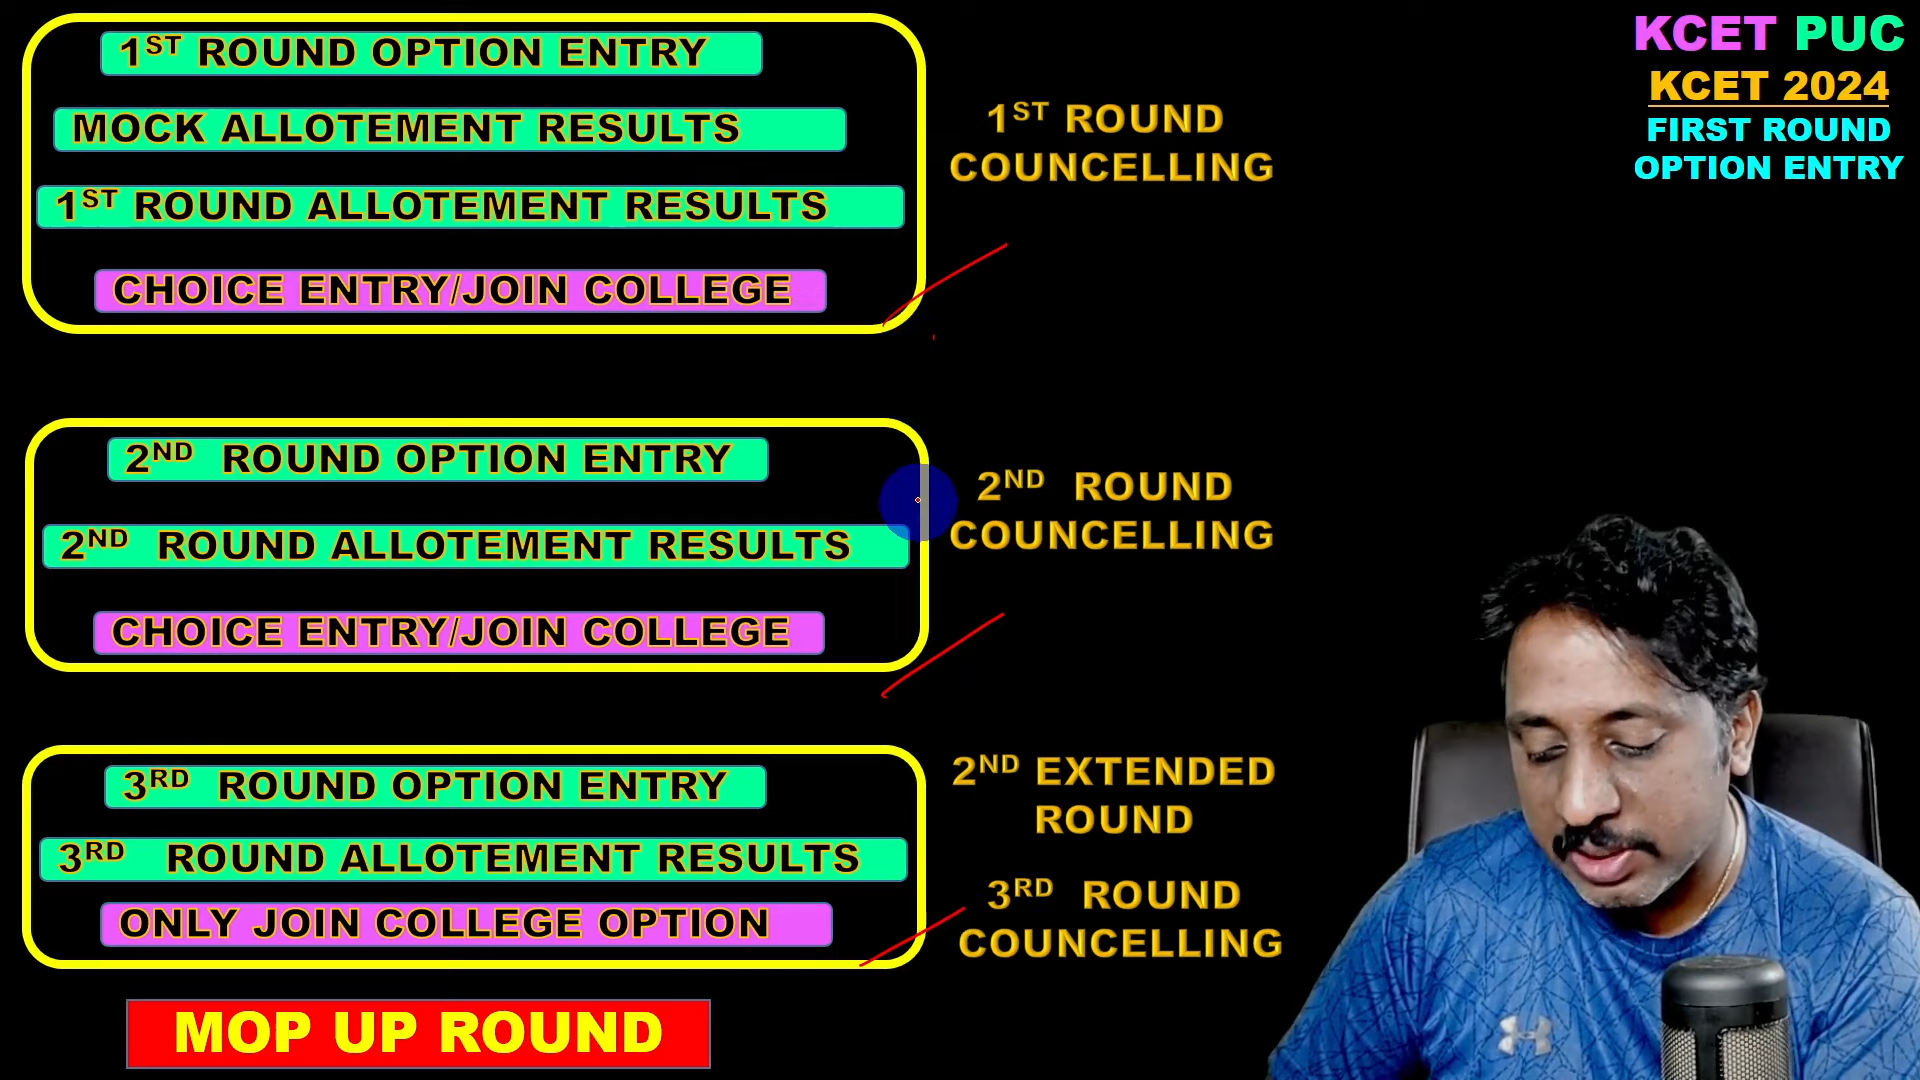 1ST ROUND OPTION ENTRY
MOCK ALLOTEMENT RESULTS
1ST ROUND ALLOTEMENT RESULTS
CHOICE ENTRY/JOIN COLLEGE
1ST ROUND
COUNCELLING
KCET PUC
KCET 2024
FIRST ROUND
OPTION ENTRY
2ND ROUND OPTION ENTRY
2ND ROUND ALLOTEMENT RESULTS
CHOICE ENTRY/JOIN COLLEGE
2ND ROUND
COUNCELLING
3RD ROUND OPTION ENTRY
3RD ROUND ALLOTEMENT RESULTS
ONLY JOIN COLLEGE OPTION
2ND EXTENDED
ROUND
3RD ROUND
COUNCELLING
MOP UP ROUND